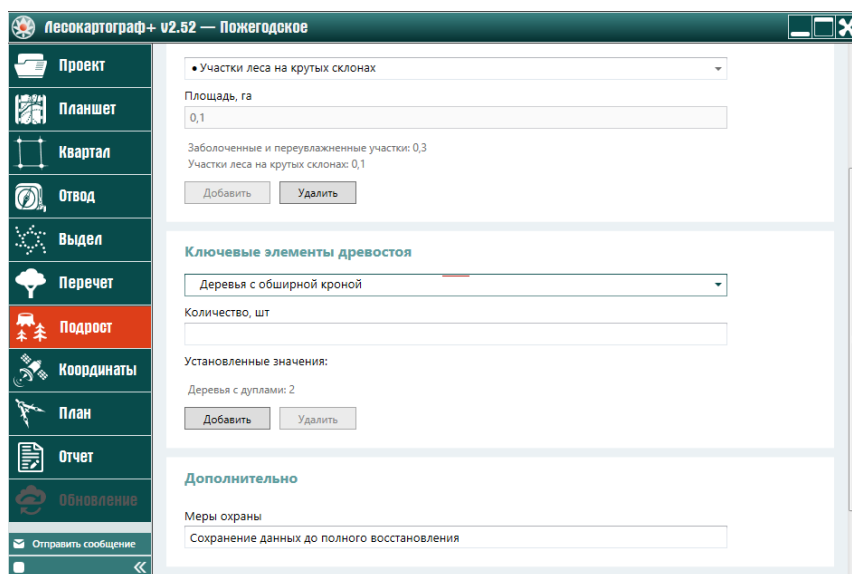 Лесокартограф+ v2.52 — Пожегодское
Проект
Планшет
Квартал
Отвод
Выдел
Перечет
Подрост
Координаты
План
Отчет
Обновление
Отправить сообщение
• Участки леса на крутых склонах
Площадь, га
0,1
Заболоченные и переувлажненные участки: 0,3
Участки леса на крутых склонах: 0,1
Добавить Удалить
Ключевые элементы древостоя
Деревья с обширной кроной
Количество, шт
Установленные значения:
Деревья с дуплами: 2
Добавить Удалить
Дополнительно
Меры охраны
Сохранение данных до полного восстановления